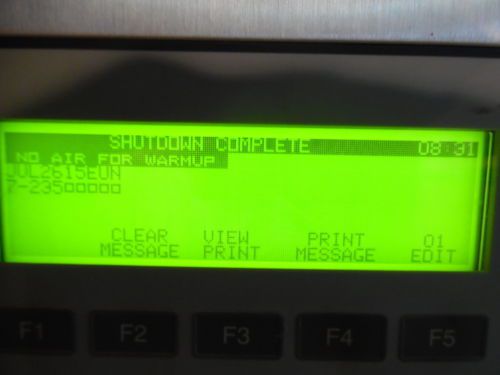 SHUTDOWN COMPLETE 08:31
NO AIR FOR WARMUP
JUL2615EUN
7-235□□□□□
CLEAR VIEW PRINT 01
MESSAGE PRINT MESSAGE EDIT
F1 F2 F3 F4 F5